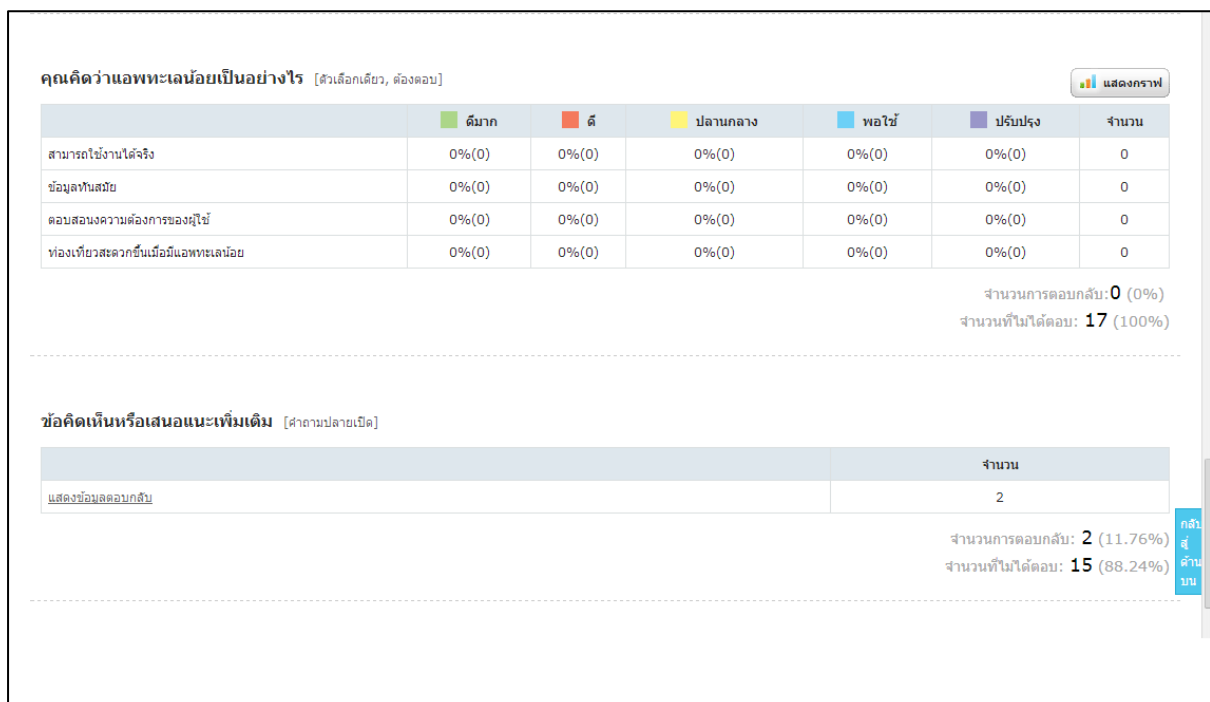 คุณคิดว่าแอพทะเลน้อยเป็นอย่างไร [ตัวเลือกเดียว, ต้องตอบ]
แสดงกราฟ
ดีมาก ดี ปลานกลาง พอใช้ ปรับปรุง จำนวน
สามารถใช้งานได้จริง 0%(0) 0%(0) 0%(0) 0%(0) 0%(0) 0
ข้อมูลทันสมัย 0%(0) 0%(0) 0%(0) 0%(0) 0%(0) 0
ตอบสอนงความต้องการของผู้ใช้ 0%(0) 0%(0) 0%(0) 0%(0) 0%(0) 0
ท่องเที่ยวสะดวกขึ้นเมื่อมีแอพทะเลน้อย 0%(0) 0%(0) 0%(0) 0%(0) 0%(0) 0
จำนวนการตอบกลับ:0 (0%)
จำนวนที่ไม่ได้ตอบ: 17 (100%)
ข้อคิดเห็นหรือเสนอแนะเพิ่มเติม [คำถามปลายเปิด]
จำนวน
แสดงข้อมูลตอบกลับ 2
จำนวนการตอบกลับ: 2 (11.76%)
จำนวนที่ไม่ได้ตอบ: 15 (88.24%)
กลับ
สู่
ด้าน
บน